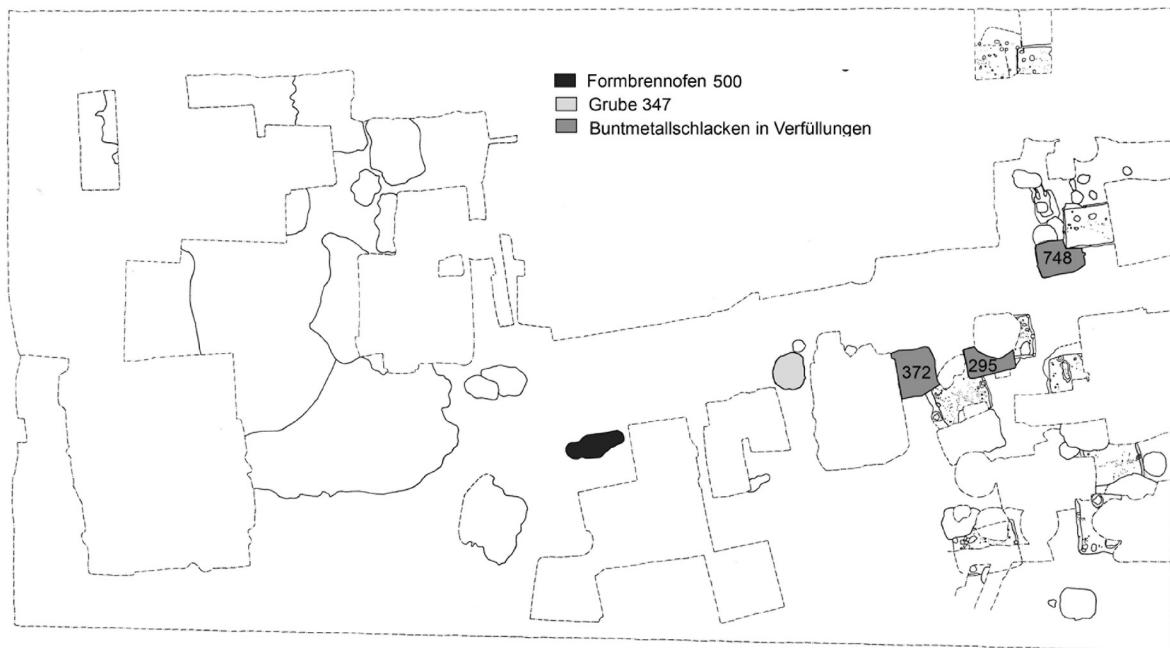 Formbrennofen 500
Grube 347
Buntmetallschlacken in Verfüllungen
748
372
295